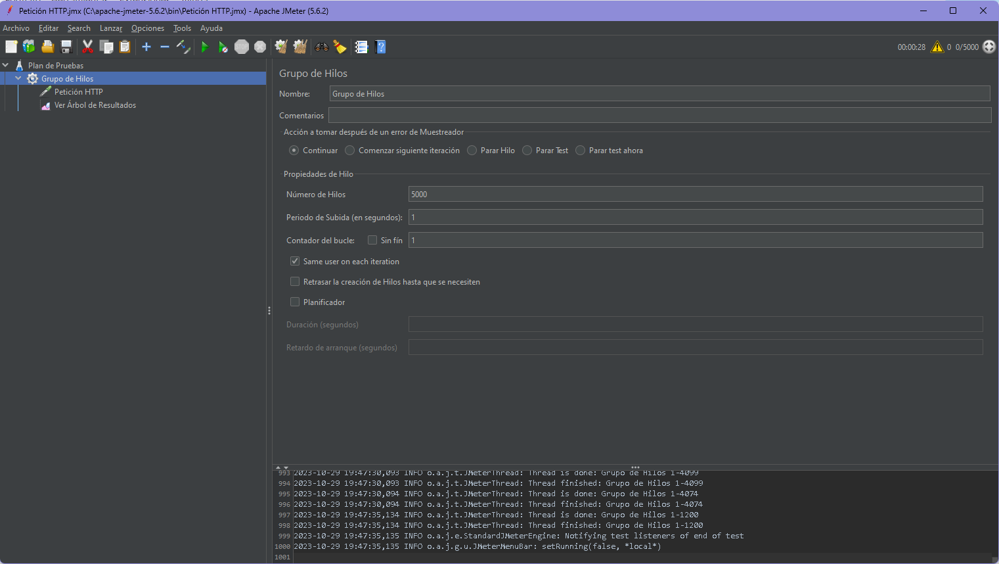 Petición HTTP.jmx (C:\apache-jmeter-5.6.2\bin\Petición HTTP.jmx) - Apache JMeter (5.6.2)
Archivo Editar Search Lanzar Opciones Tools Ayuda
00:00:28 0 0/5000
Plan de Pruebas
Grupo de Hilos
Petición HTTP
Ver Árbol de Resultados
Grupo de Hilos
Nombre: Grupo de Hilos
Comentarios
Acción a tomar después de un error de Muestreador
Continuar Comenzar siguiente iteración Parar Hilo Parar Test Parar test ahora
Propiedades de Hilo
Número de Hilos 5000
Periodo de Subida (en segundos): 1
Contador del bucle: Sin fín 1
Same user on each iteration
Retrasar la creación de Hilos hasta que se necesiten
Planificador
Duración (segundos)
Retardo de arranque (segundos)
993 2023-10-29 19:47:30,093 INFO o.a.j.t.JMeterThread: Thread is done: Grupo de Hilos 1-4099
994 2023-10-29 19:47:30,093 INFO o.a.j.t.JMeterThread: Thread finished: Grupo de Hilos 1-4099
995 2023-10-29 19:47:30,094 INFO o.a.j.t.JMeterThread: Thread is done: Grupo de Hilos 1-4074
996 2023-10-29 19:47:30,094 INFO o.a.j.t.JMeterThread: Thread finished: Grupo de Hilos 1-4074
997 2023-10-29 19:47:35,134 INFO o.a.j.t.JMeterThread: Thread is done: Grupo de Hilos 1-1200
998 2023-10-29 19:47:35,134 INFO o.a.j.t.JMeterThread: Thread finished: Grupo de Hilos 1-1200
999 2023-10-29 19:47:35,135 INFO o.a.j.e.StandardJMeterEngine: Notifying test listeners of end of test
1000 2023-10-29 19:47:35,135 INFO o.a.j.g.u.JMeterMenuBar: setRunning(false, *local*)
1001